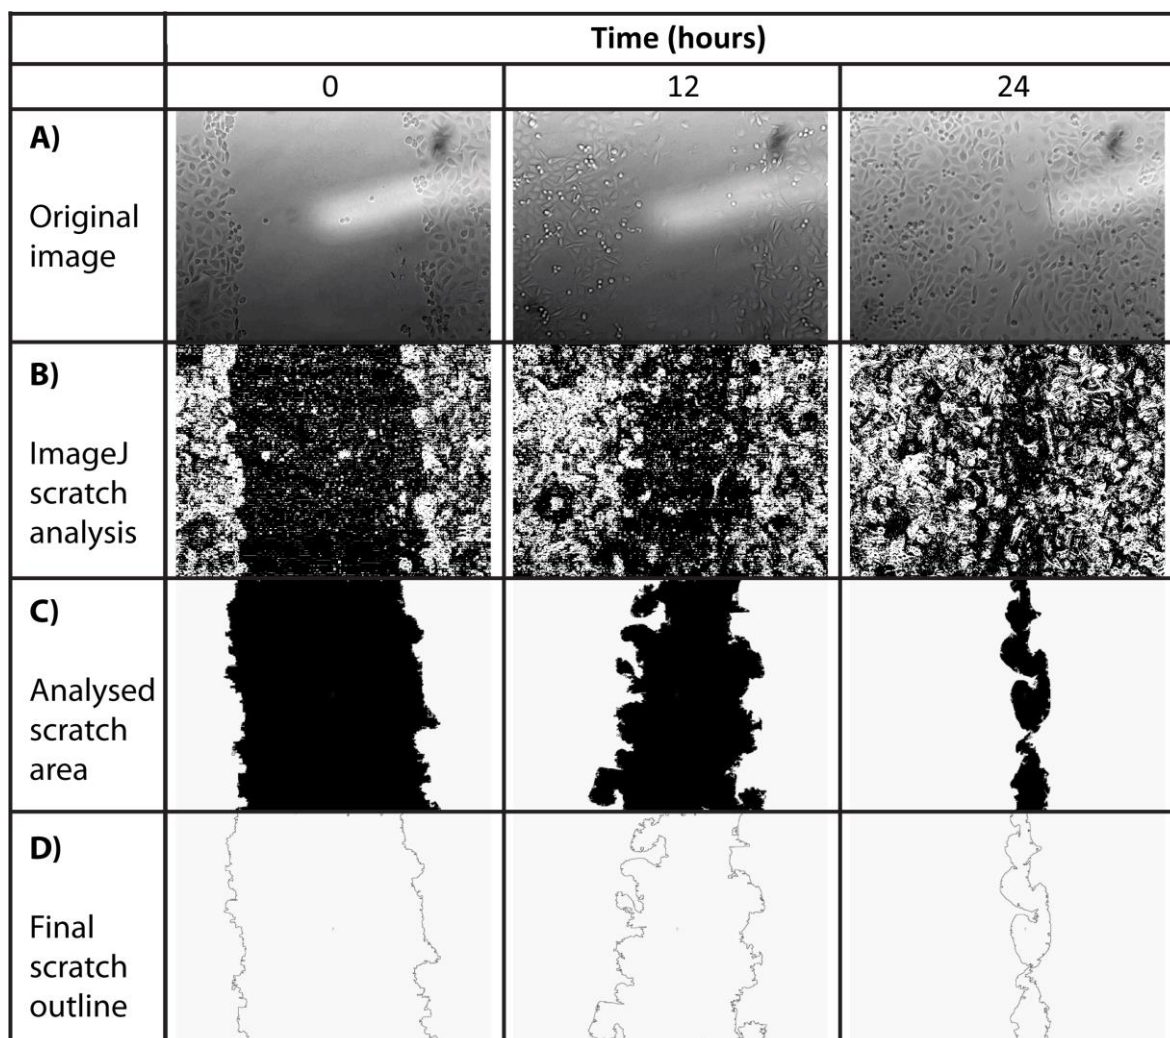 Time (hours)
0 12 24
A)
Original
image
B)
ImageJ
scratch
analysis
C)
Analysed
scratch
area
D)
Final
scratch
outline